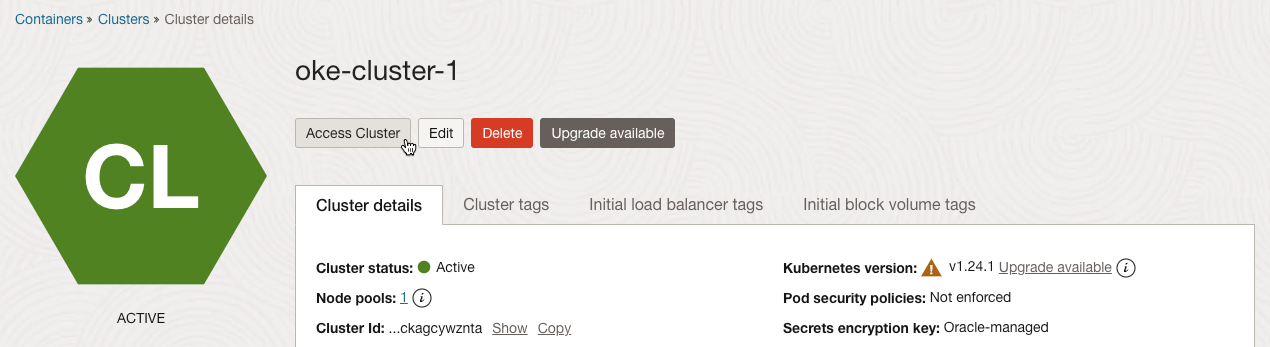 Containers » Clusters » Cluster details
CL
ACTIVE
oke-cluster-1
Access Cluster Edit Delete Upgrade available
Cluster details Cluster tags Initial load balancer tags Initial block volume tags
Cluster status: Active
Node pools: 1 i
Cluster Id: ...ckagcywznta Show Copy
Kubernetes version: ! v1.24.1 Upgrade available i
Pod security policies: Not enforced
Secrets encryption key: Oracle-managed